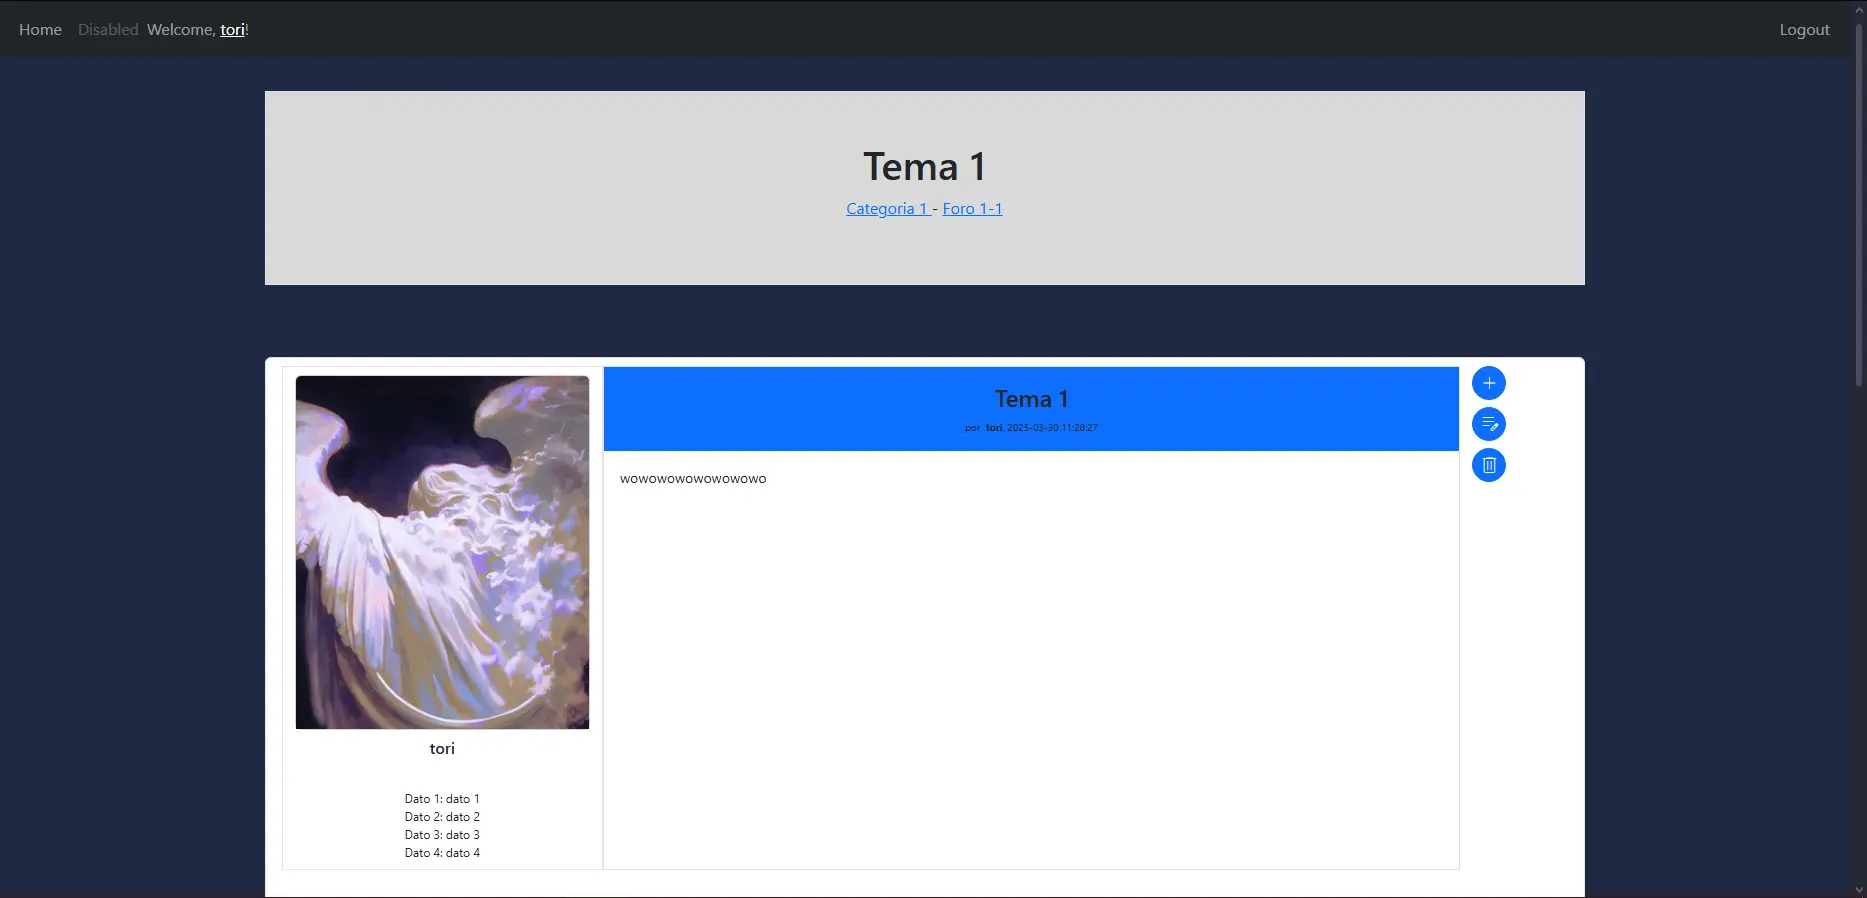 Home Disabled Welcome, tori! Logout
Tema 1
Categoria 1 - Foro 1-1
Tema 1
por tori, 2025-03-30 11:28:27
wowowowowowowowo
tori
Dato 1: dato 1
Dato 2: dato 2
Dato 3: dato 3
Dato 4: dato 4